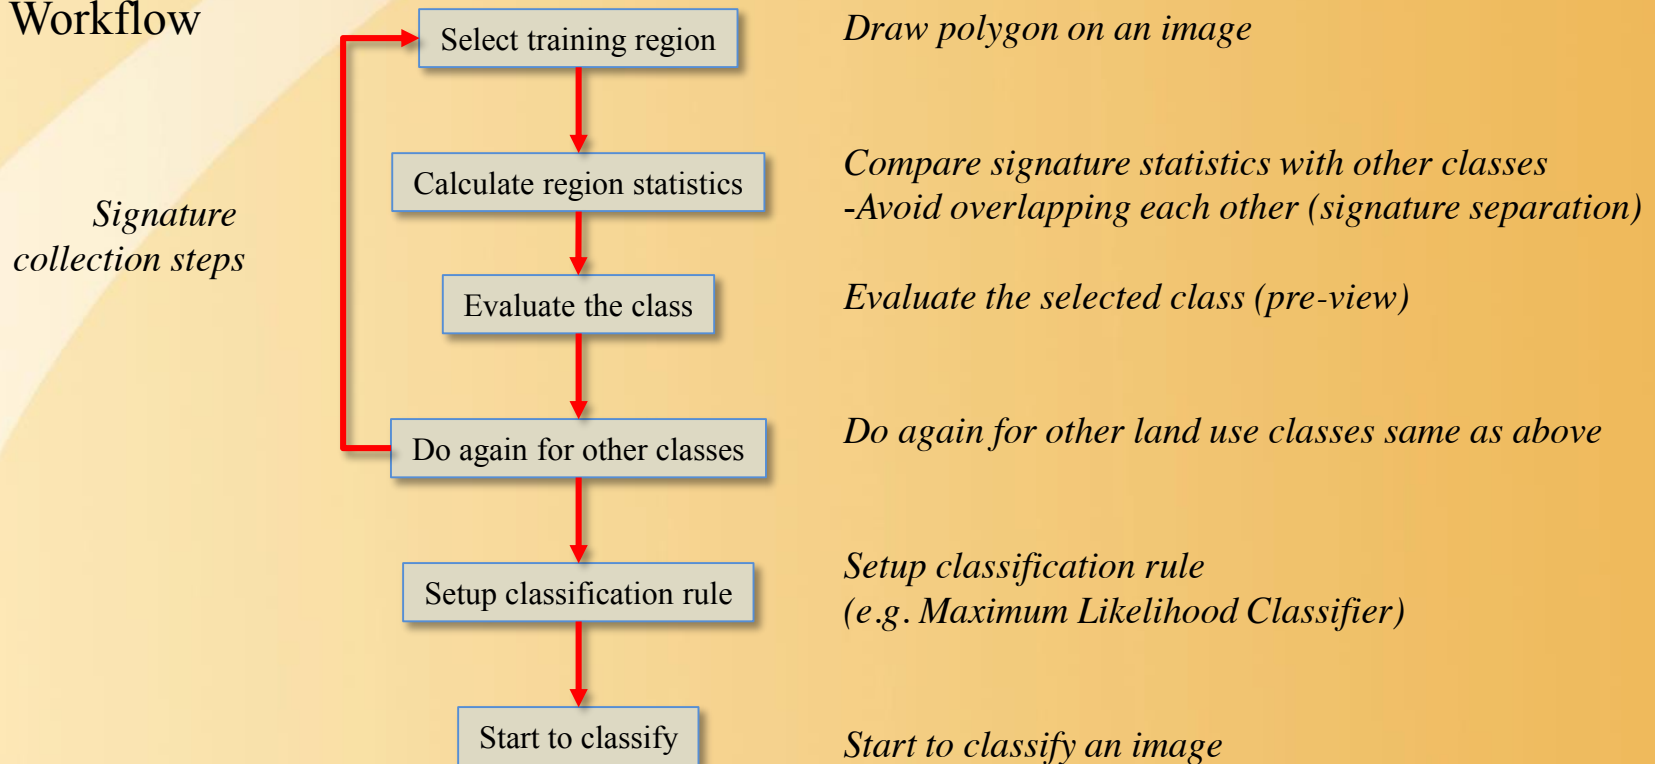 Workflow
Select training region
Draw polygon on an image
Calculate region statistics
Compare signature statistics with other classes
-Avoid overlapping each other (signature separation)
Signature
collection steps
Evaluate the class
Evaluate the selected class (pre-view)
Do again for other classes
Do again for other land use classes same as above
Setup classification rule
Setup classification rule
(e.g. Maximum Likelihood Classifier)
Start to classify
Start to classify an image